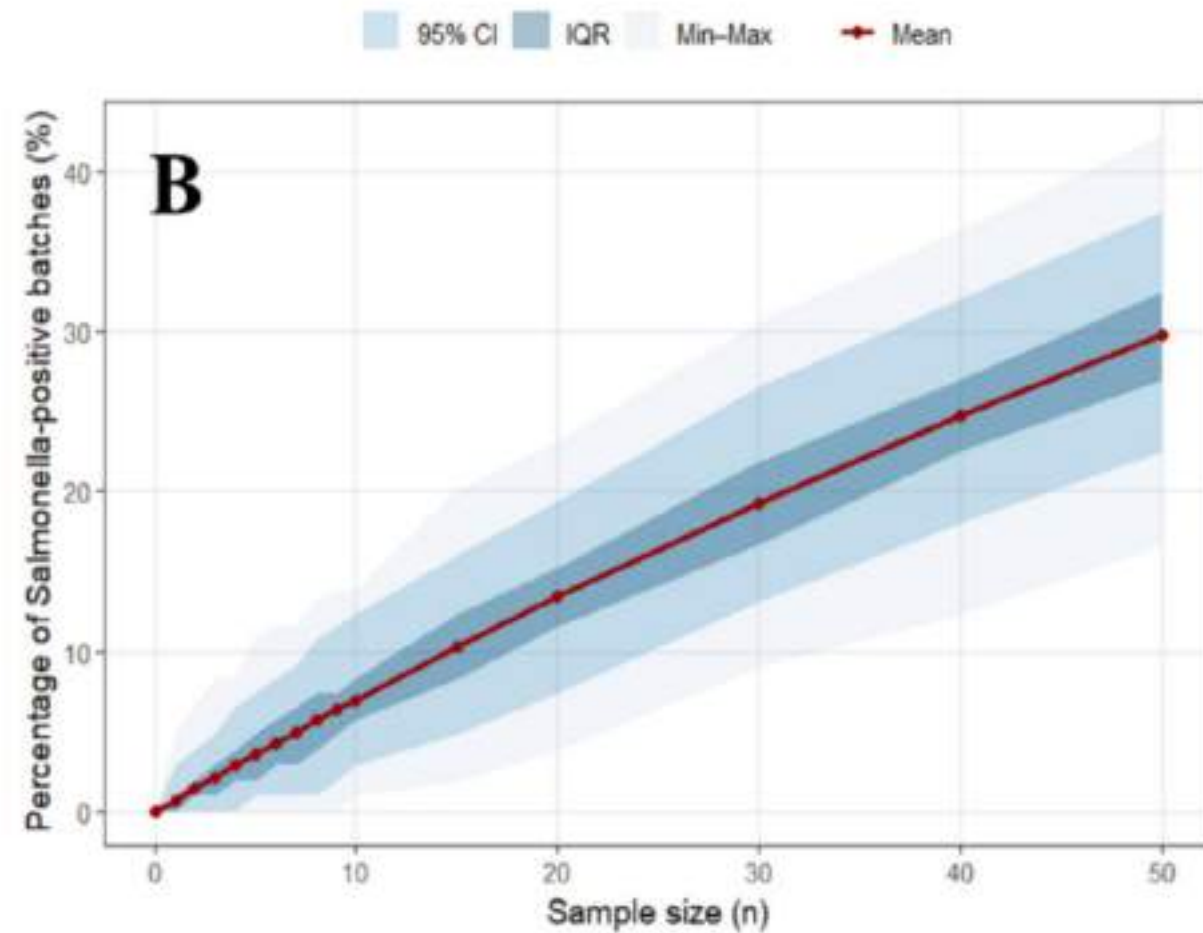 95% CI IQR Min–Max Mean
B
Percentage of Salmonella-positive batches (%)
40
30
20
10
0
0 10 20 30 40 50
Sample size (n)